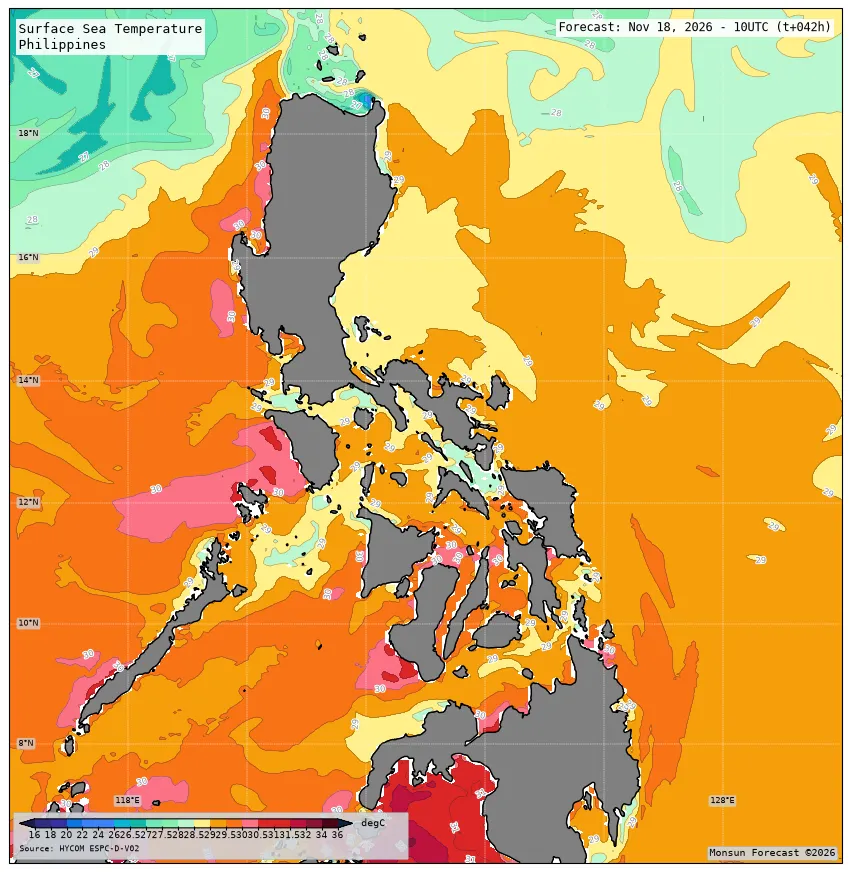 Surface Sea Temperature
Philippines
Forecast: Nov 18, 2026 - 10UTC (t+042h)
18°N
16°N
14°N
12°N
10°N
8°N
118°E
128°E
16 18 20 22 24 26 26.5 27 27.5 28 28.5 29 29.5 30 30.5 31 31.5 32 33 34 36 degC
Source: HYCOM ESPC-D-V02
Monsun Forecast ©2026